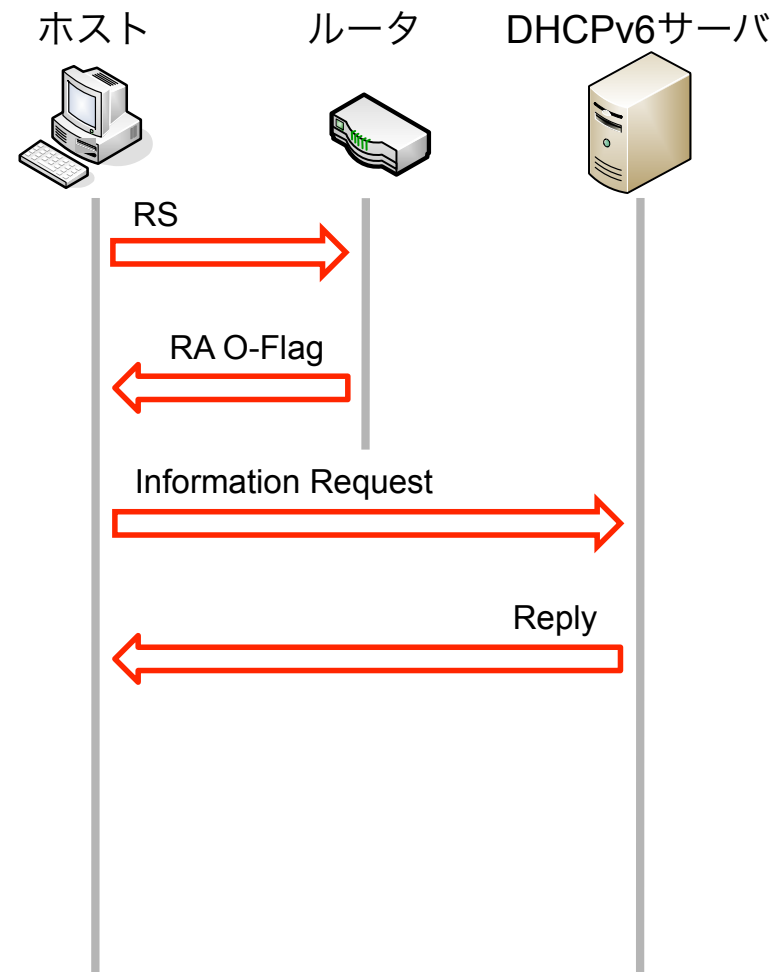 ホスト ルータ DHCPv6サーバ
RS
RA O-Flag
Information Request
Reply